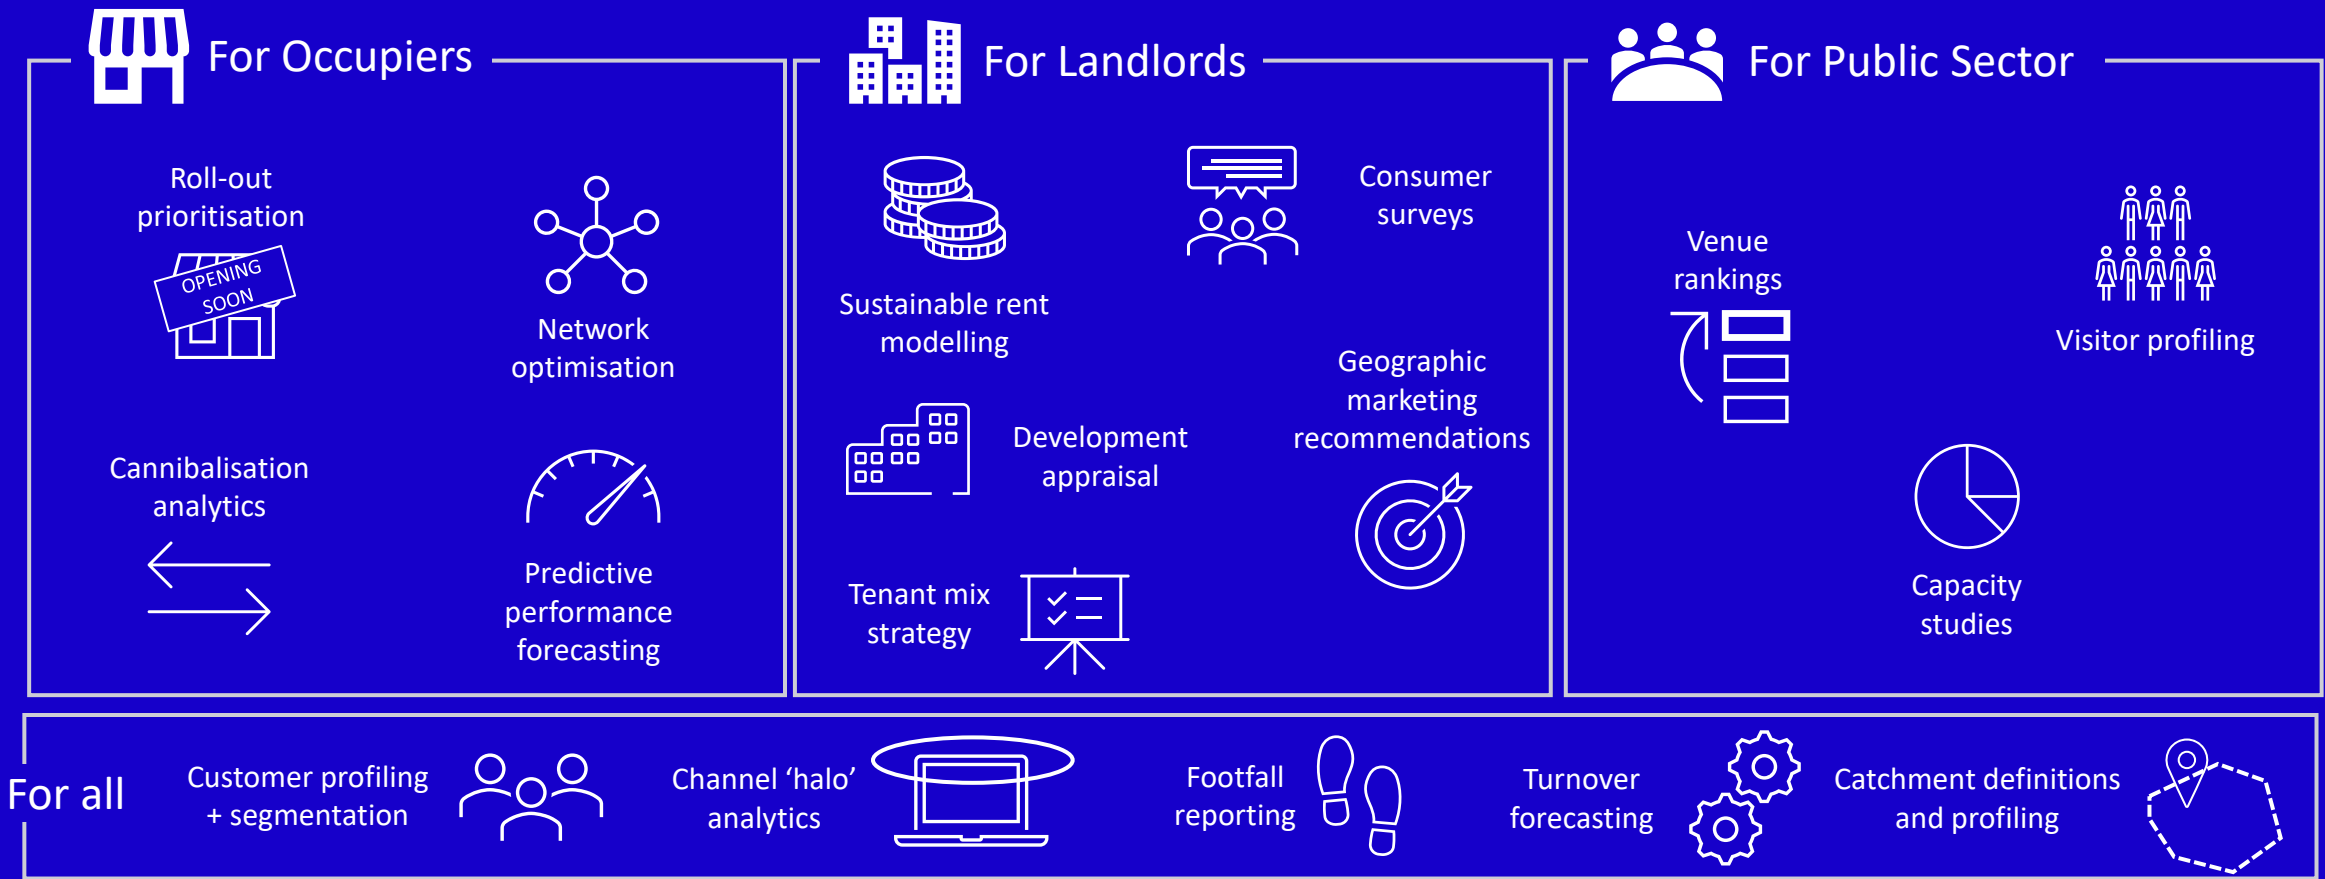 For Occupiers
Roll-out
prioritisation
OPENING
SOON
Network
optimisation
Cannibalisation
analytics
Predictive
performance
forecasting
For Landlords
Sustainable rent
modelling
Consumer
surveys
Development
appraisal
Geographic
marketing
recommendations
Tenant mix
strategy
For Public Sector
Venue
rankings
Visitor profiling
Capacity
studies
For all
Customer profiling
+ segmentation
Channel ‘halo’
analytics
Footfall
reporting
Turnover
forecasting
Catchment definitions
and profiling